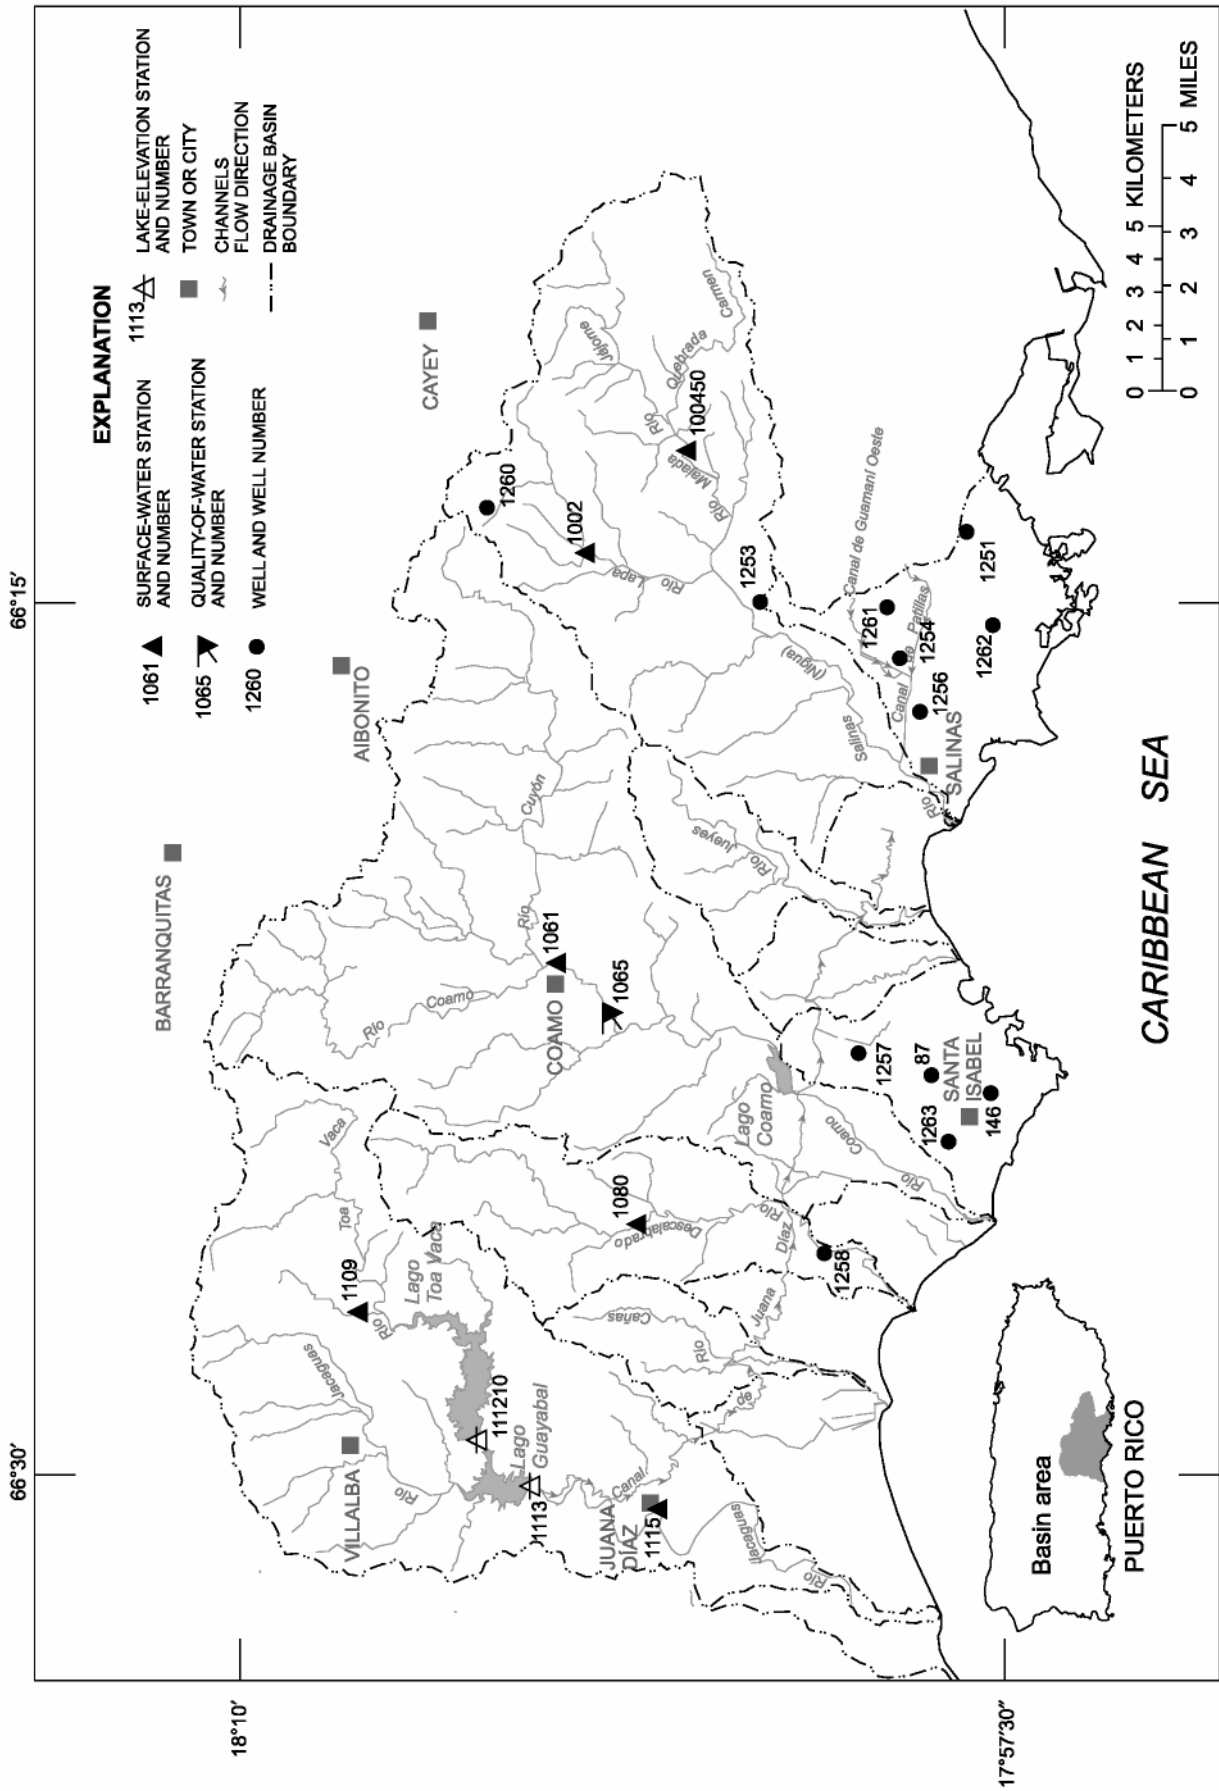 66°30′
66°15′
18°10′
17°57'30″
EXPLANATION
1061
SURFACE-WATER STATION
AND NUMBER
1065
QUALITY-OF-WATER STATION
AND NUMBER
1260
WELL AND WELL NUMBER
1113
LAKE-ELEVATION STATION
AND NUMBER
TOWN OR CITY
CHANNELS
FLOW DIRECTION
DRAINAGE BASIN
BOUNDARY
BARRANQUITAS
AIBONITO
CAYEY
VILLALBA
Jacaguas
Río
1109
Río
Toa
Vaca
Lago
Toa Vaca
111210
Lago
Guayabal
1113
Canal
JUANA
DÍAZ
1115
Jacaguas
Río
de
Juana
Díaz
Río
Cañas
1080
Descalabrado
Río
1258
Río
Coamo
Río
Cuyón
1061
COAMO
1065
Lago
Coamo
Coamo
Río
1257
87
1263
SANTA
ISABEL
146
Río
Jueyes
1260
1002
Lapa
Río
Jájome
Río
Quebrada
Carmen
100450
Río
Majada
1253
(Nigua)
Salinas
Río
Canal de Guamaní Oeste
1261
1254
Canal
de
Patillas
1256
SALINAS
1251
1262
CARIBBEAN SEA
Basin area
PUERTO RICO
0 1 2 3 4 5 KILOMETERS
0 1 2 3 4 5 MILES